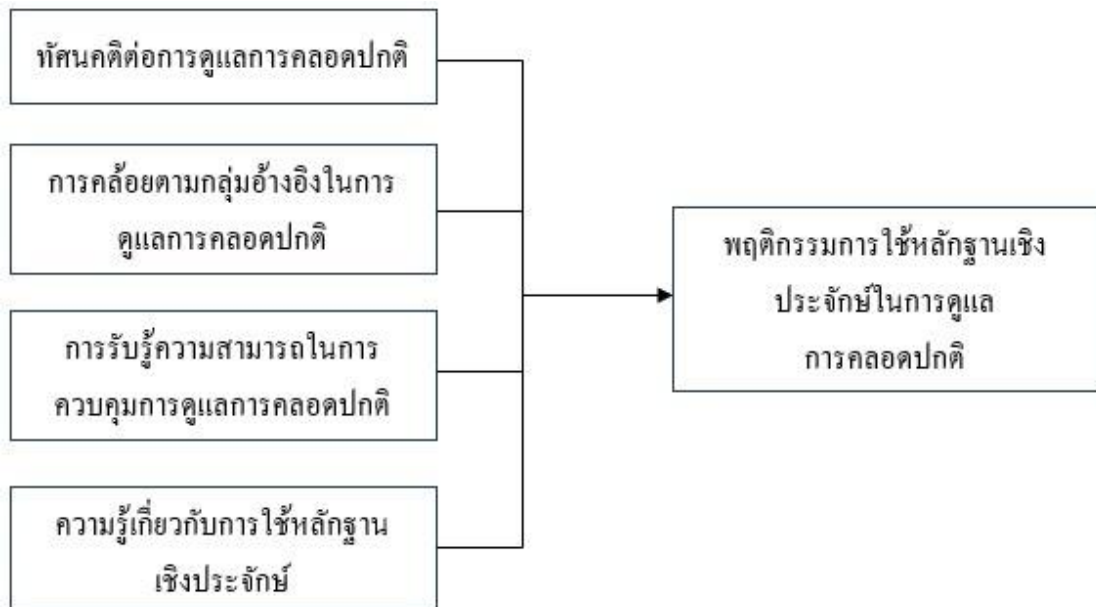 ทัศนคติต่อการดูแลการคลอดปกติ
การคล้อยตามกลุ่มอ้างอิงในการ
ดูแลการคลอดปกติ
การรับรู้ความสามารถในการ
ควบคุมการดูแลการคลอดปกติ
ความรู้เกี่ยวกับการใช้หลักฐาน
เชิงประจักษ์
พฤติกรรมการใช้หลักฐานเชิง
ประจักษ์ในการดูแล
การคลอดปกติ